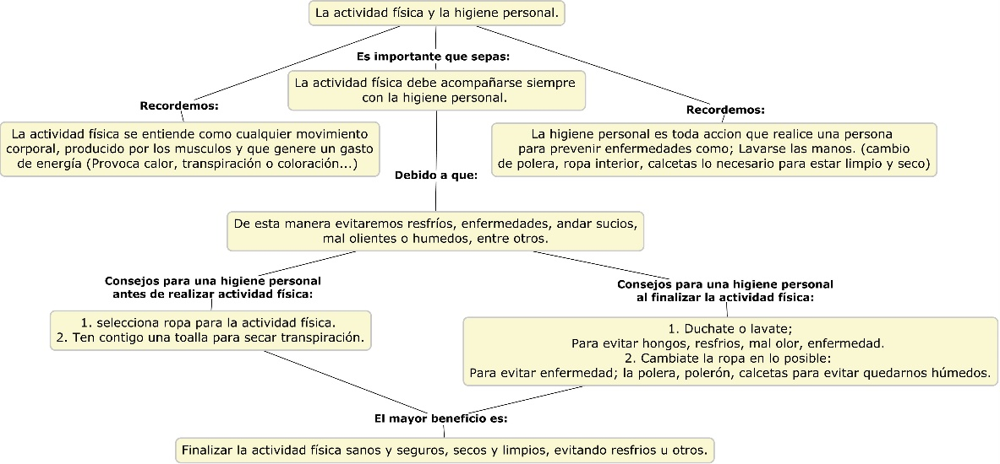 La actividad física y la higiene personal.
Es importante que sepas:
La actividad física debe acompañarse siempre
con la higiene personal.
Recordemos:
La actividad física se entiende como cualquier movimiento
corporal, producido por los musculos y que genere un gasto
de energía (Provoca calor, transpiración o coloración...)
Recordemos:
La higiene personal es toda accion que realice una persona
para prevenir enfermedades como; Lavarse las manos. (cambio
de polera, ropa interior, calcetas lo necesario para estar limpio y seco)
Debido a que:
De esta manera evitaremos resfríos, enfermedades, andar sucios,
mal olientes o humedos, entre otros.
Consejos para una higiene personal
antes de realizar actividad física:
1. selecciona ropa para la actividad física.
2. Ten contigo una toalla para secar transpiración.
Consejos para una higiene personal
al finalizar la actividad física:
1. Duchate o lavate;
Para evitar hongos, resfrios, mal olor, enfermedad.
2. Cambiate la ropa en lo posible:
Para evitar enfermedad; la polera, polerón, calcetas para evitar quedarnos húmedos.
El mayor beneficio es:
Finalizar la actividad física sanos y seguros, secos y limpios, evitando resfrios u otros.